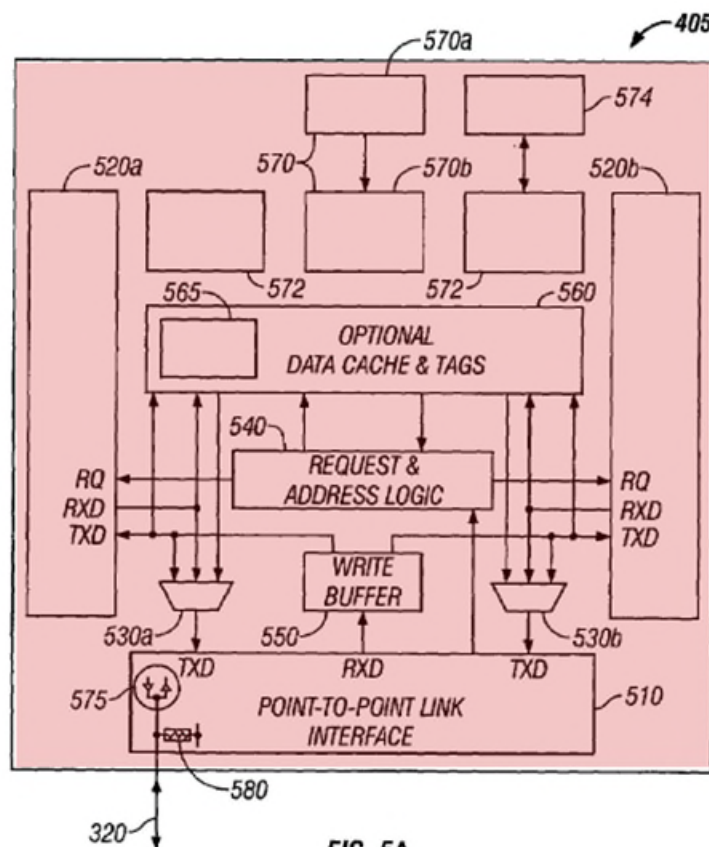 405
570a
574
520a
570
570b
520b
572
572
560
565
OPTIONAL
DATA CACHE & TAGS
540
REQUEST &
ADDRESS LOGIC
RQ
RQ
RXD
RXD
TXD
TXD
WRITE
BUFFER
530a
550
530b
TXD
RXD
TXD
575
510
POINT-TO-POINT LINK
INTERFACE
580
320
FIG. 5A